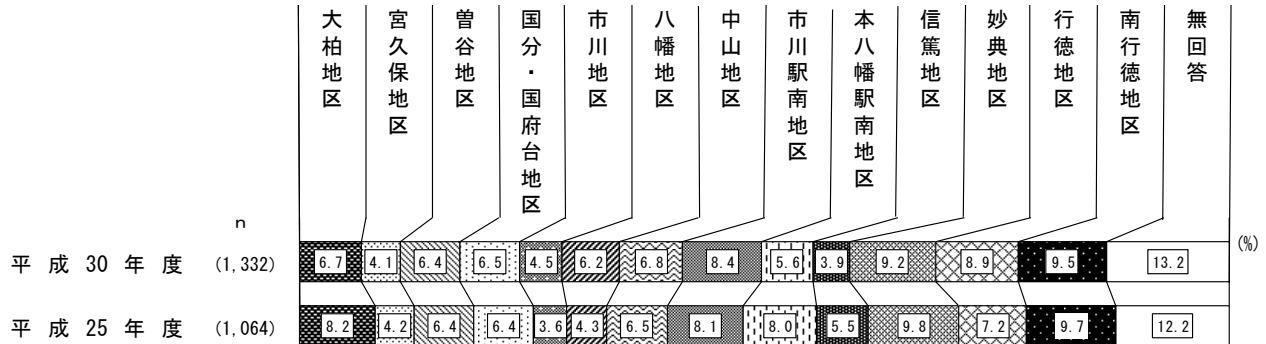 大柏地区
宮久保地区
曽谷地区
国分・国府台地区
市川地区
八幡地区
中山地区
市川駅南地区
本八幡駅南地区
信篤地区
妙典地区
行徳地区
南行徳地区
無回答
n
(%)
平成30年度 (1,332) 6.7 4.1 6.4 6.5 4.5 6.2 6.8 8.4 5.6 3.9 9.2 8.9 9.5 13.2
平成25年度 (1,064) 8.2 4.2 6.4 6.4 3.6 4.3 6.5 8.1 8.0 5.5 9.8 7.2 9.7 12.2